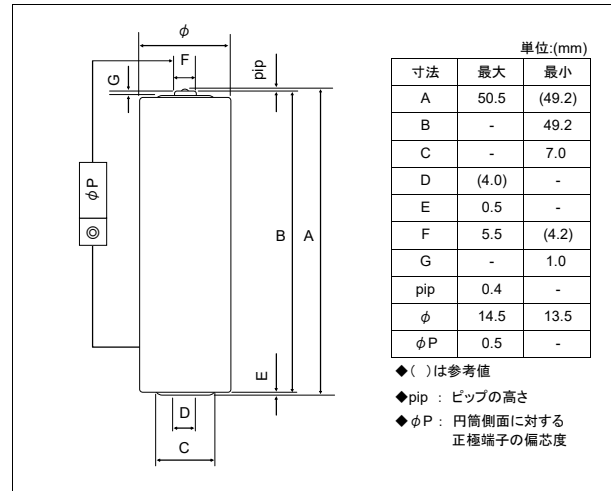 φ
F
G
pip
φP
◎
B
A
E
D
C
単位:(mm)
寸法 最大 最小
A 50.5 (49.2)
B - 49.2
C - 7.0
D (4.0) -
E 0.5 -
F 5.5 (4.2)
G - 1.0
pip 0.4 -
φ 14.5 13.5
φP 0.5 -
◆( )は参考値
◆pip : ピップの高さ
◆φP : 円筒側面に対する
正極端子の偏芯度